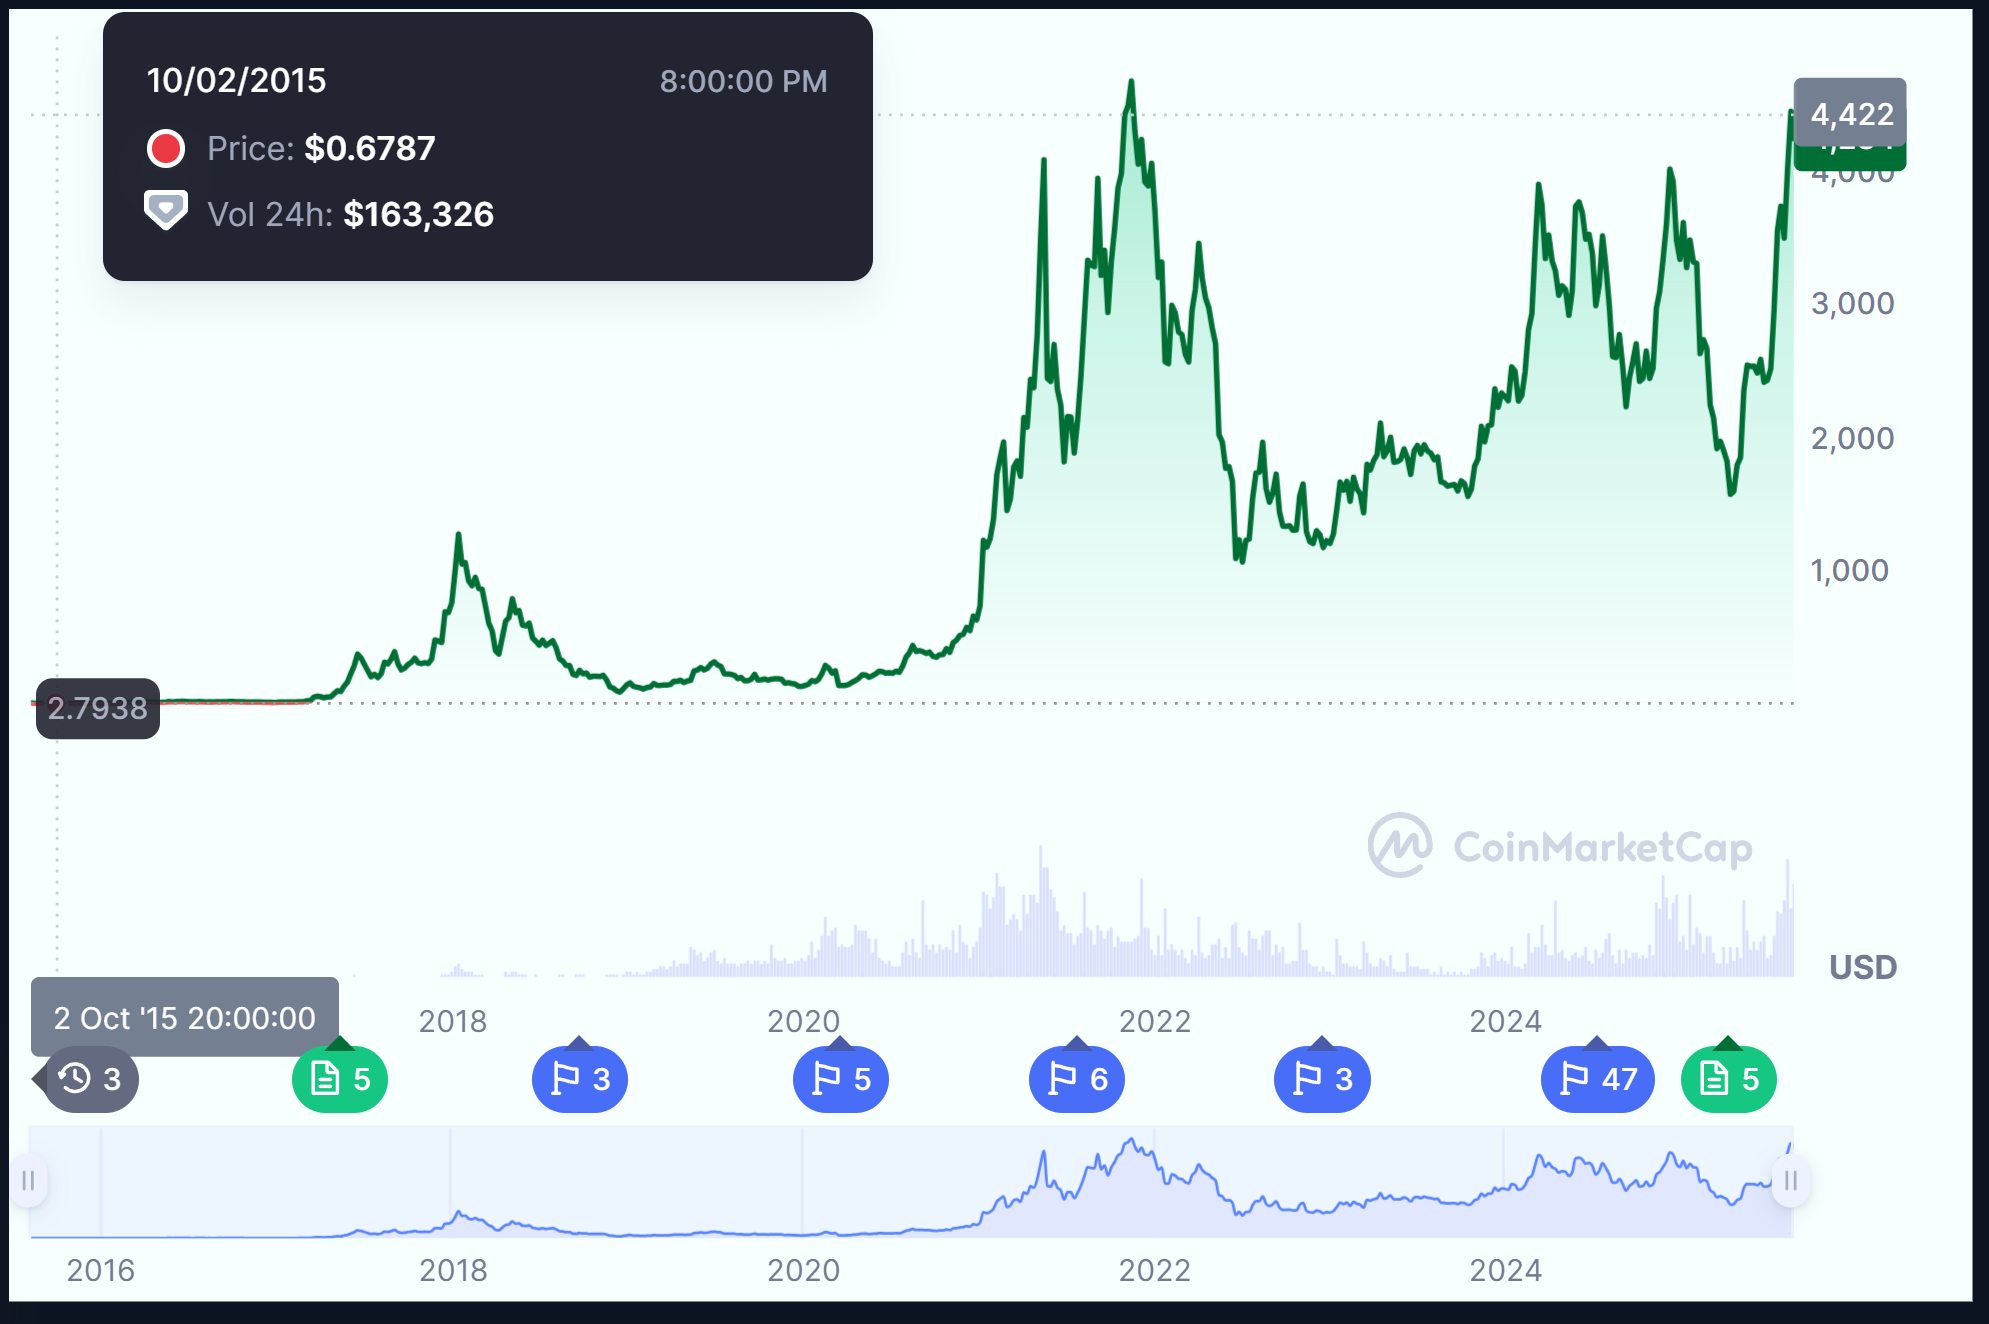 10/02/2015 8:00:00 PM
Price: $0.6787
Vol 24h: $163,326
4,422
4,000
3,000
2,000
1,000
2.7938
CoinMarketCap
USD
2 Oct '15 20:00:00
2018 2020 2022 2024
3 5 3 5 6 3 47 5
2016 2018 2020 2022 2024